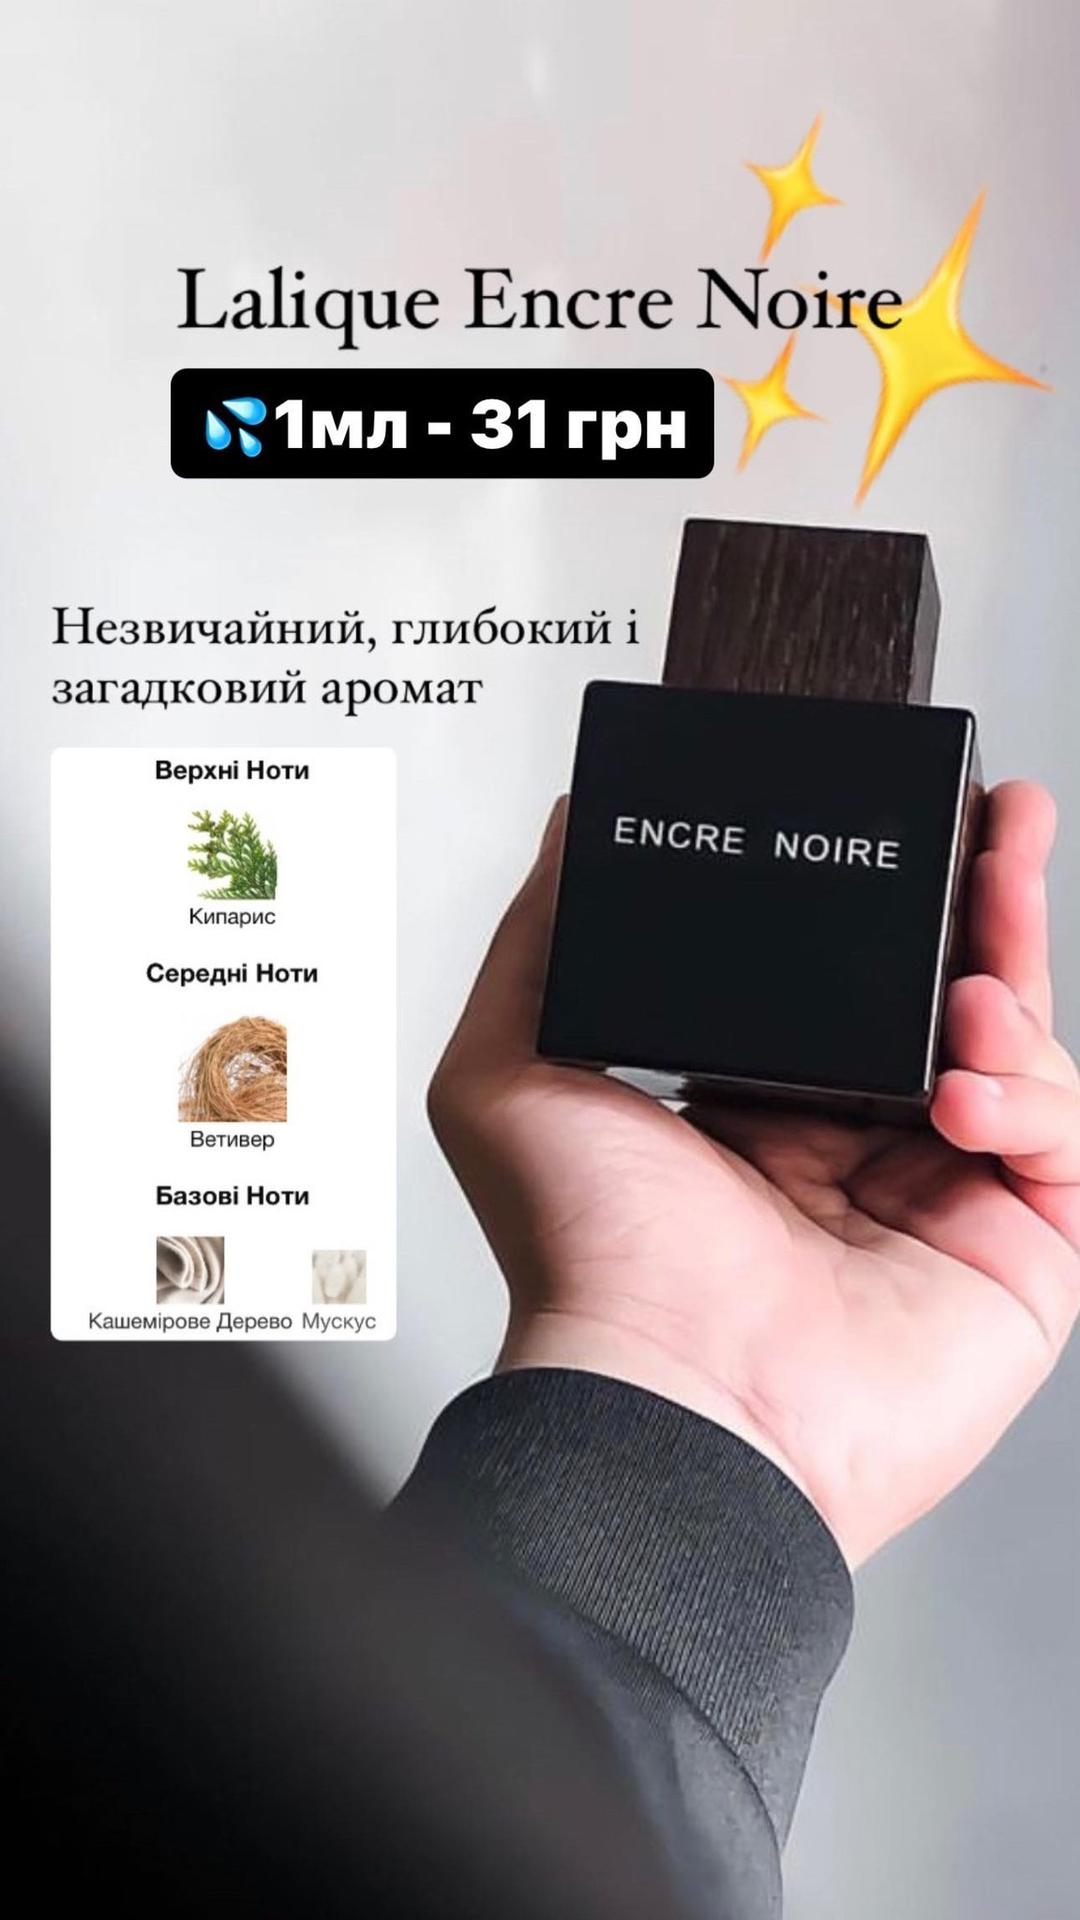 Lalique Encre Noire
💦1мл - 31 грн
Незвичайний, глибокий і
загадковий аромат
Верхні Ноти
Кипарис
Середні Ноти
Ветивер
Базові Ноти
Кашемірове Дерево Мускус
ENCRE NOIRE